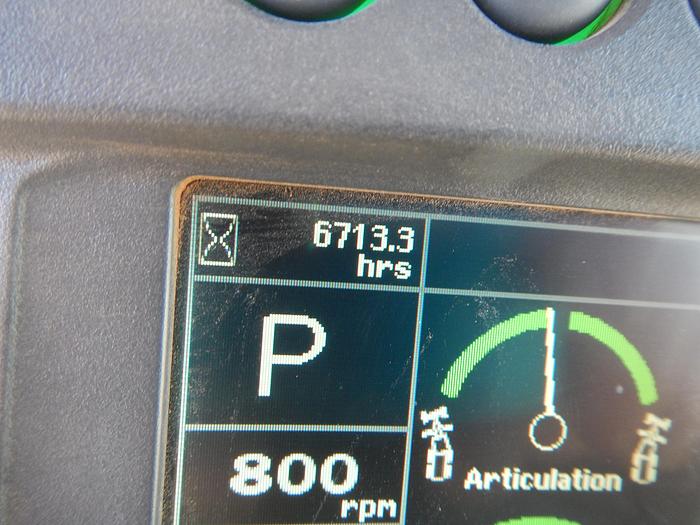 6713.3
hrs
P
800
rpm
Articulation